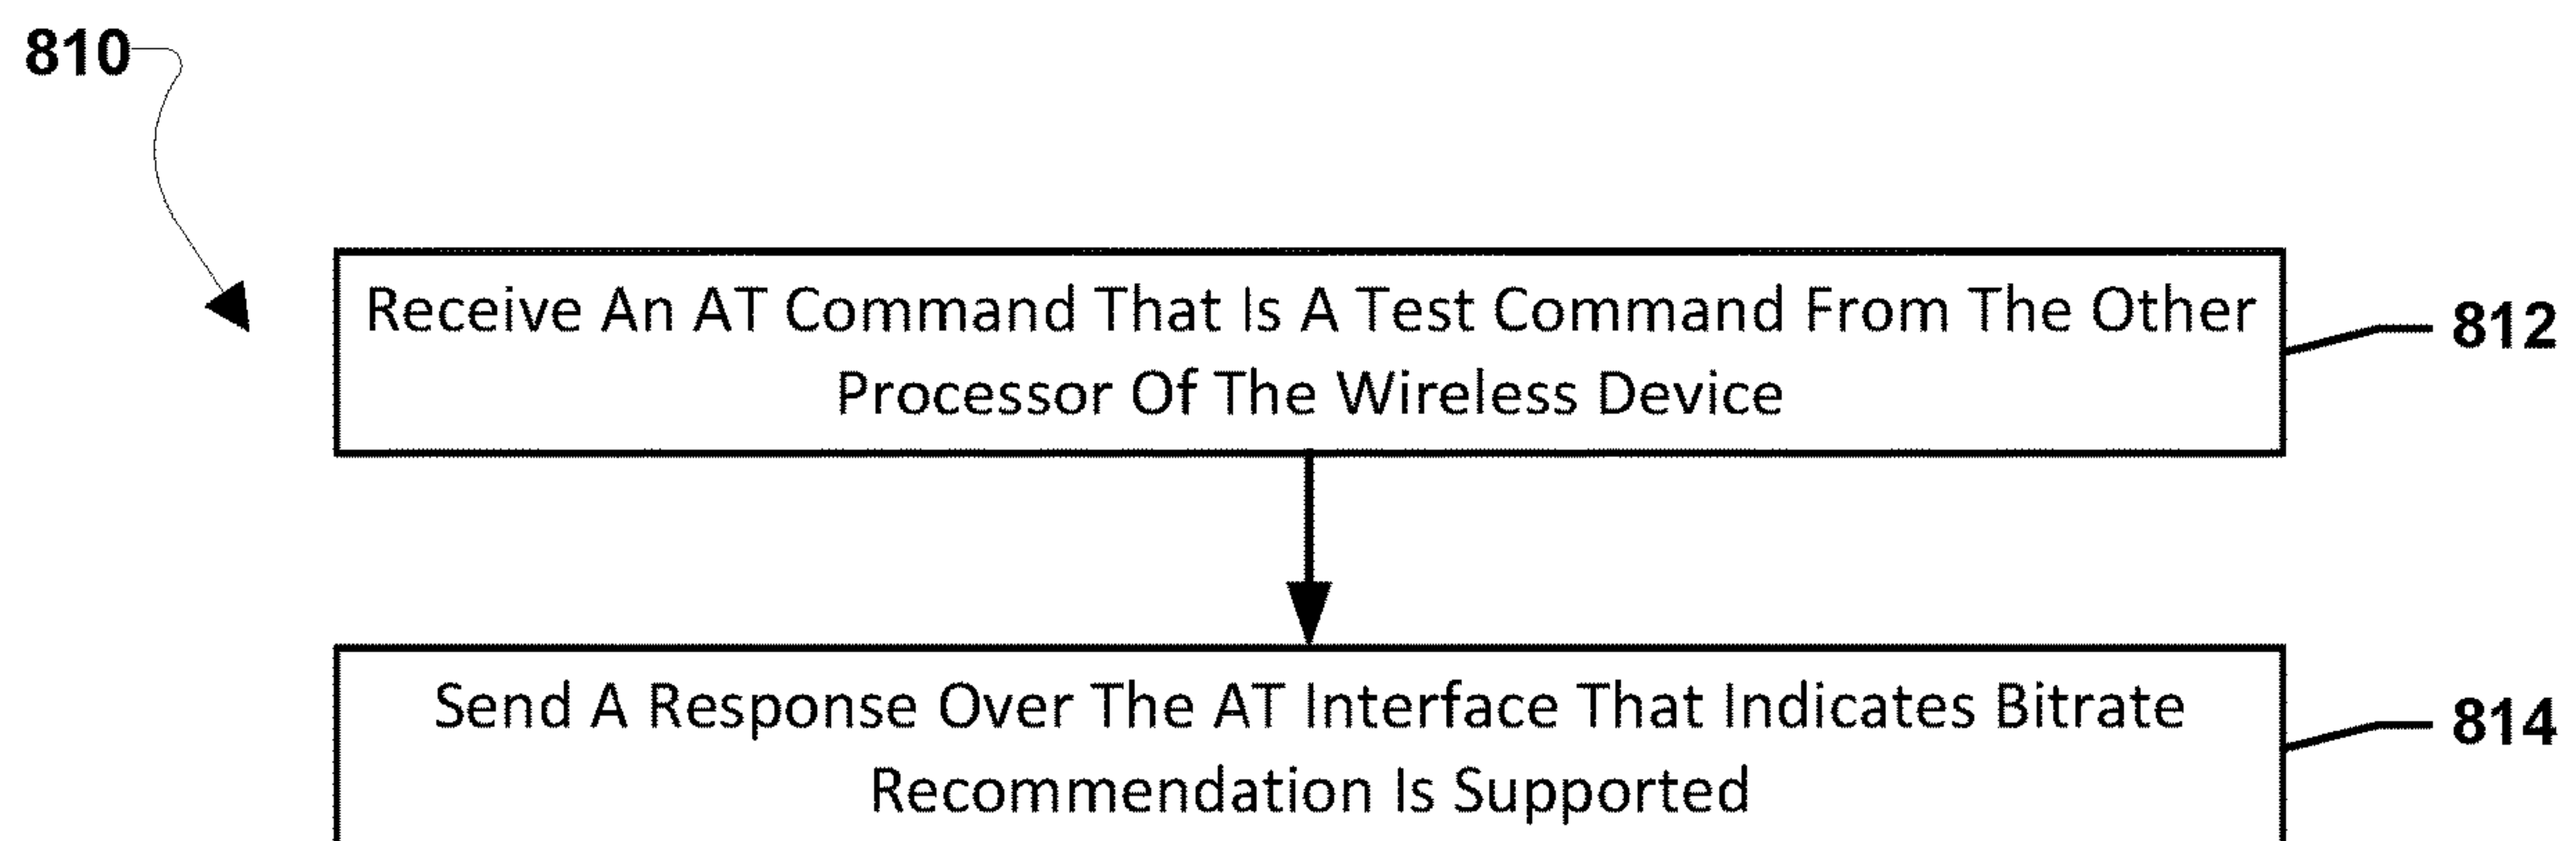 810
Receive An AT Command That Is A Test Command From The Other
Processor Of The Wireless Device
812
Send A Response Over The AT Interface That Indicates Bitrate
Recommendation Is Supported
814